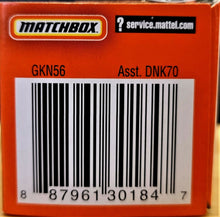 MATCHBOX
? service.mattel.com
GKN56 Asst. DNK70
8 87961 30184 7